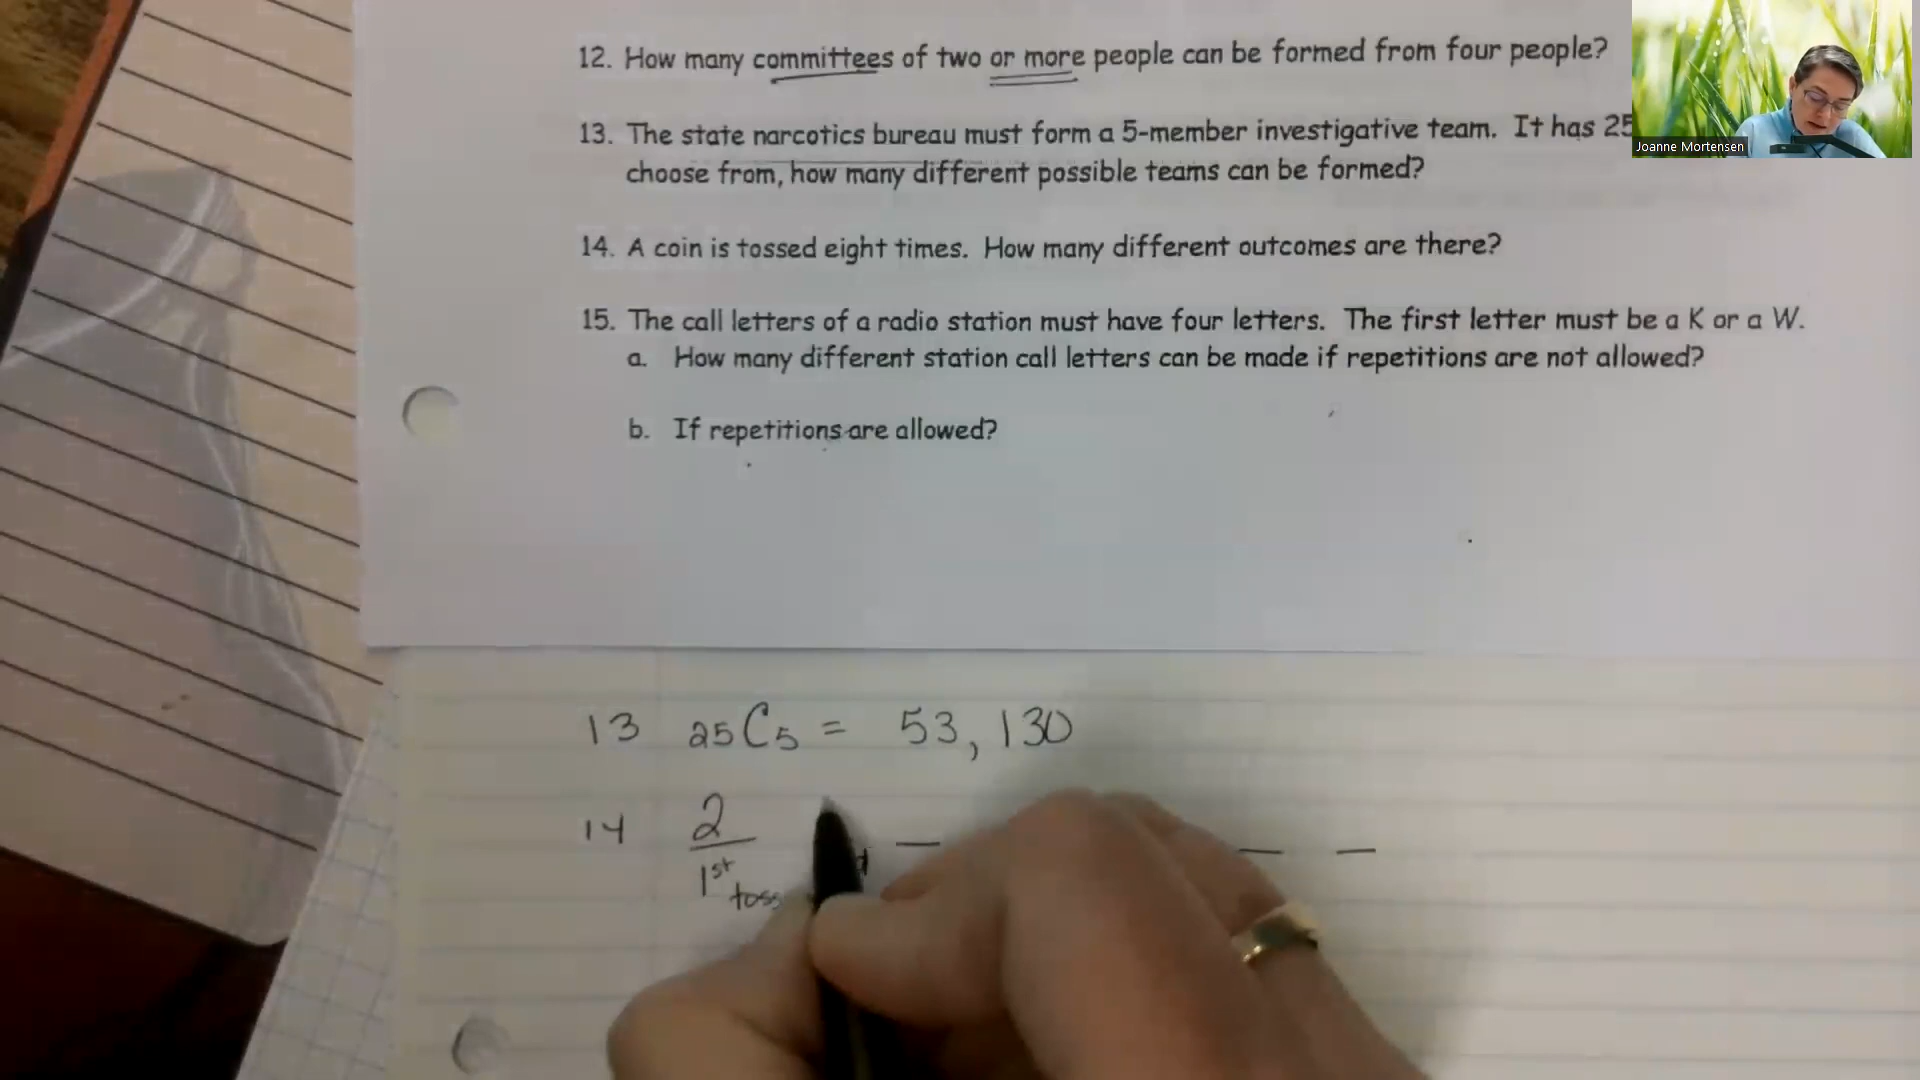 12. How many committees of two or more people can be formed from four people?
13. The state narcotics bureau must form a 5-member investigative team. It has 25
choose from, how many different possible teams can be formed?
14. A coin is tossed eight times. How many different outcomes are there?
15. The call letters of a radio station must have four letters. The first letter must be a K or a W.
a. How many different station call letters can be made if repetitions are not allowed?
b. If repetitions are allowed?
Joanne Mortensen
13 25C5 = 53,130
14 2
1st
toss